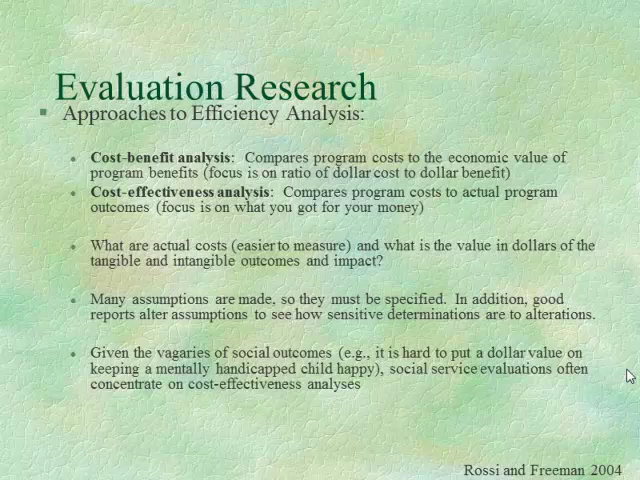 Evaluation Research
Approaches to Efficiency Analysis:
Cost-benefit analysis: Compares program costs to the economic value of
program benefits (focus is on ratio of dollar cost to dollar benefit)
Cost-effectiveness analysis: Compares program costs to actual program
outcomes (focus is on what you got for your money)
What are actual costs (easier to measure) and what is the value in dollars of the
tangible and intangible outcomes and impact?
Many assumptions are made, so they must be specified. In addition, good
reports alter assumptions to see how sensitive determinations are to alterations.
Given the vagaries of social outcomes (e.g., it is hard to put a dollar value on
keeping a mentally handicapped child happy), social service evaluations often
concentrate on cost-effectiveness analyses
Rossi and Freeman 2004